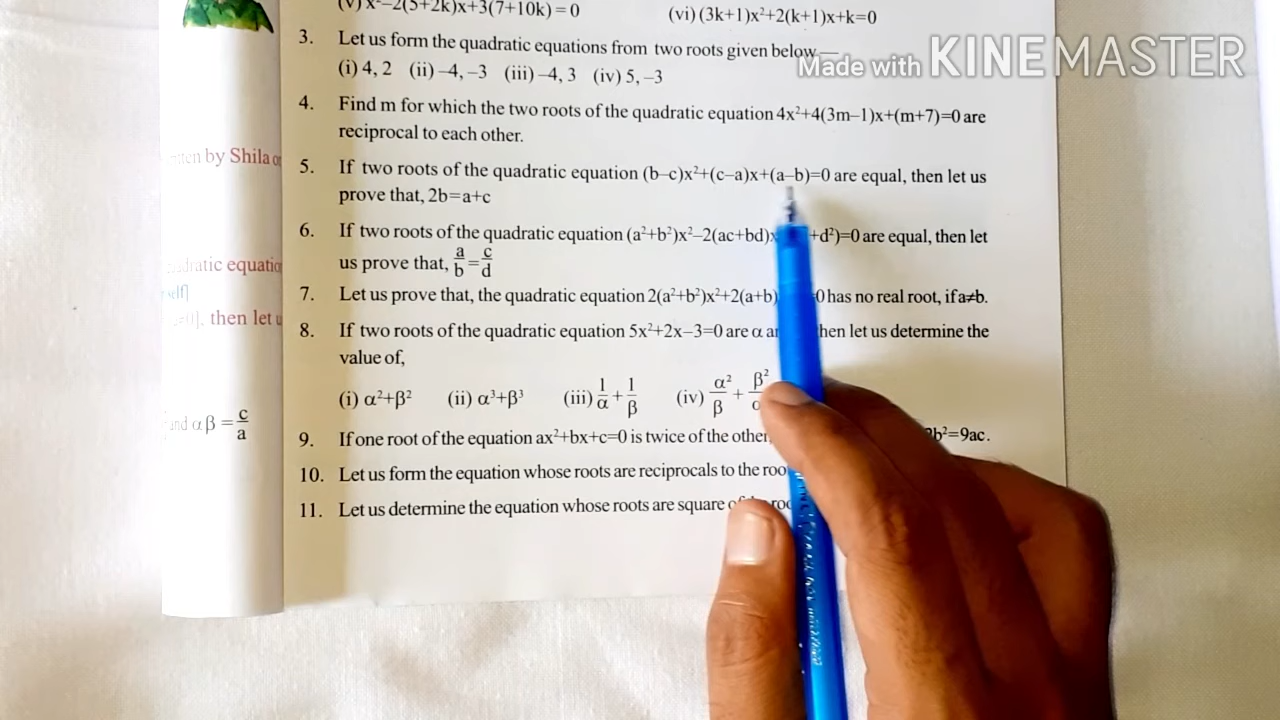 (v) x²–2(5+2k)x+3(7+10k)=0 (vi) (3k+1)x²+2(k+1)x+k=0
3. Let us form the quadratic equations from two roots given below—
Made with KINEMASTER
(i) 4, 2 (ii) –4, –3 (iii) –4, 3 (iv) 5, –3
4. Find m for which the two roots of the quadratic equation 4x²+4(3m–1)x+(m+7)=0 are
reciprocal to each other.
by Shila
5. If two roots of the quadratic equation (b–c)x²+(c–a)x+(a–b)=0 are equal, then let us
prove that, 2b=a+c
6. If two roots of the quadratic equation (a²+b²)x²–2(ac+bd)x +d²)=0 are equal, then let
us prove that, a/b = c/d
equatio
self]
7. Let us prove that, the quadratic equation 2(a²+b²)x²+2(a+b) =0 has no real root, if a≠b.
then let u
8. If two roots of the quadratic equation 5x²+2x–3=0 are α then let us determine the
value of,
(i) α²+β² (ii) α³+β³ (iii) 1/α + 1/β (iv) α²/β + β²
and αβ = c/a
9. If one root of the equation ax²+bx+c=0 is twice of the other, b²=9ac.
10. Let us form the equation whose roots are reciprocals to the roo
11. Let us determine the equation whose roots are square of the roo